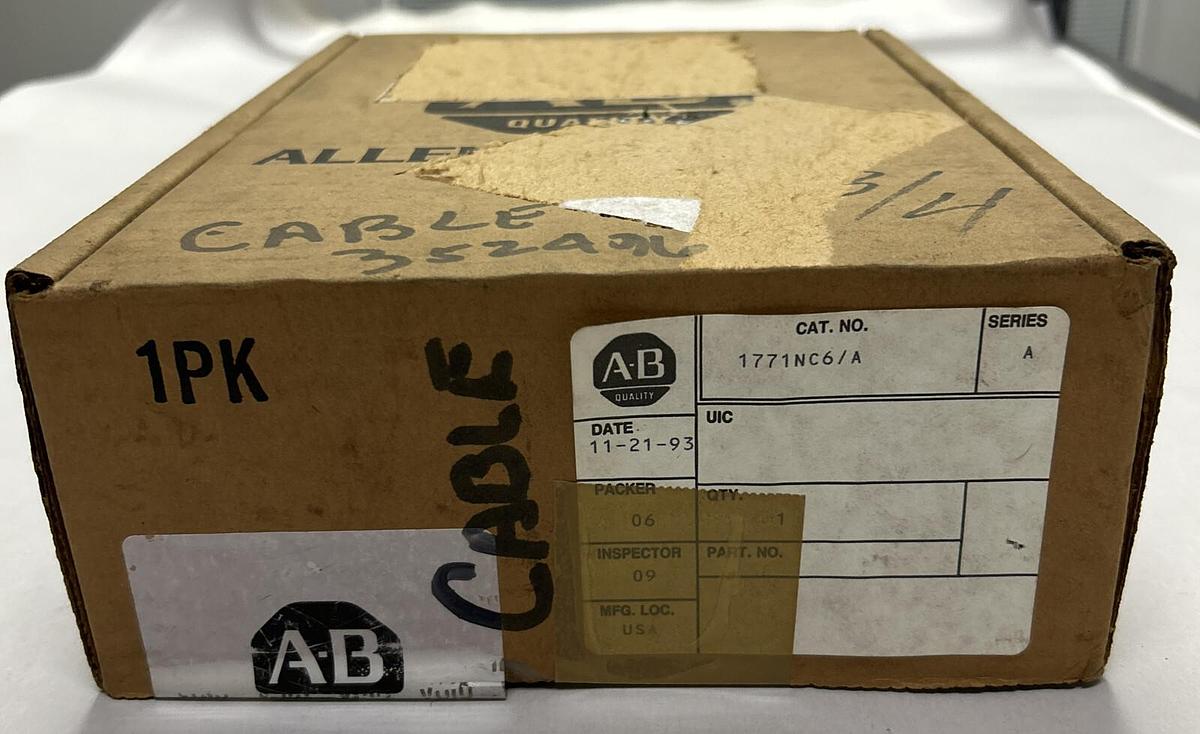 QUALITY
ALLEN
CABLE
352A96
3/4
1PK
CABLE
A-B
QUALITY
CAT. NO.
1771NC6/A
SERIES
A
DATE
11-21-93
UIC
PACKER
06
QTY.
1
INSPECTOR
09
PART. NO.
MFG. LOC.
USA
A-B